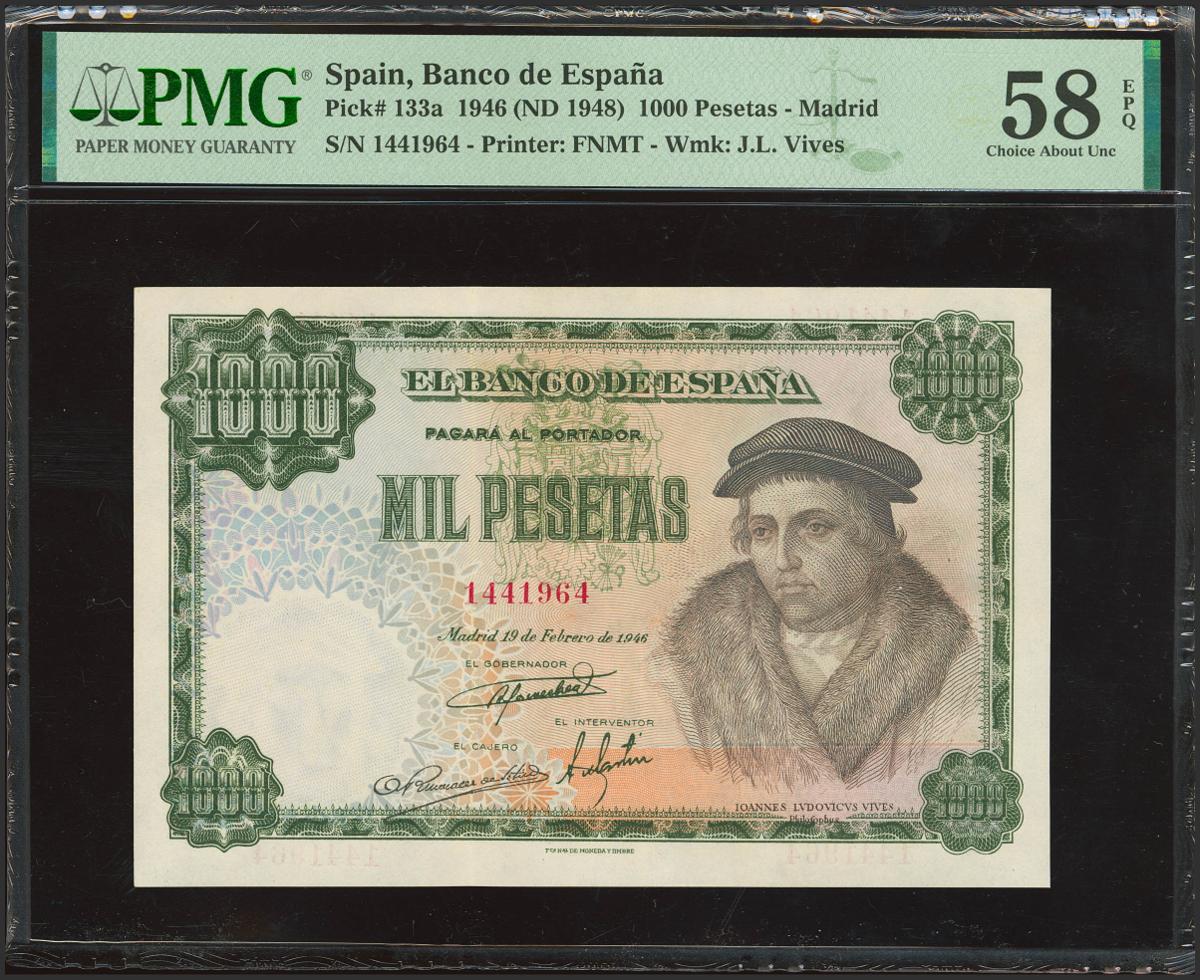 PMG
PMG®
PAPER MONEY GUARANTY
Spain, Banco de España
Pick# 133a 1946 (ND 1948) 1000 Pesetas - Madrid
S/N 1441964 - Printer: FNMT - Wmk: J.L. Vives
58
EPQ
Choice About Unc
1000
1000
EL BANCO DE ESPAÑA
PAGARÁ AL PORTADOR
MIL PESETAS
1441964
Madrid 19 de Febrero de 1946
EL GOBERNADOR
EL INTERVENTOR
EL CAJERO
1000
1000
IOANNES LVDOVICVS VIVES
Philosophus